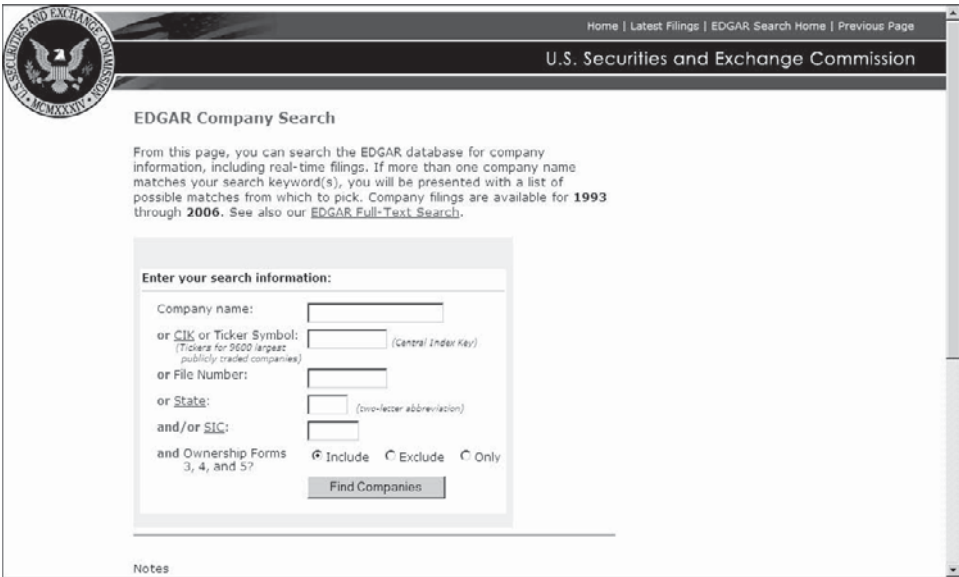 Home | Latest Filings | EDGAR Search Home | Previous Page
U.S. Securities and Exchange Commission
U.S. SECURITIES AND EXCHANGE COMMISSION
MCMXXXIV
EDGAR Company Search
From this page, you can search the EDGAR database for company
information, including real-time filings. If more than one company name
matches your search keyword(s), you will be presented with a list of
possible matches from which to pick. Company filings are available for 1993
through 2006. See also our EDGAR Full-Text Search.
Enter your search information:
Company name:
or CIK or Ticker Symbol: (Central Index Key)
(Tickers for 9600 largest
publicly traded companies)
or File Number:
or State: (two-letter abbreviation)
and/or SIC:
and Ownership Forms
3, 4, and 5? Include Exclude Only
Find Companies
Notes